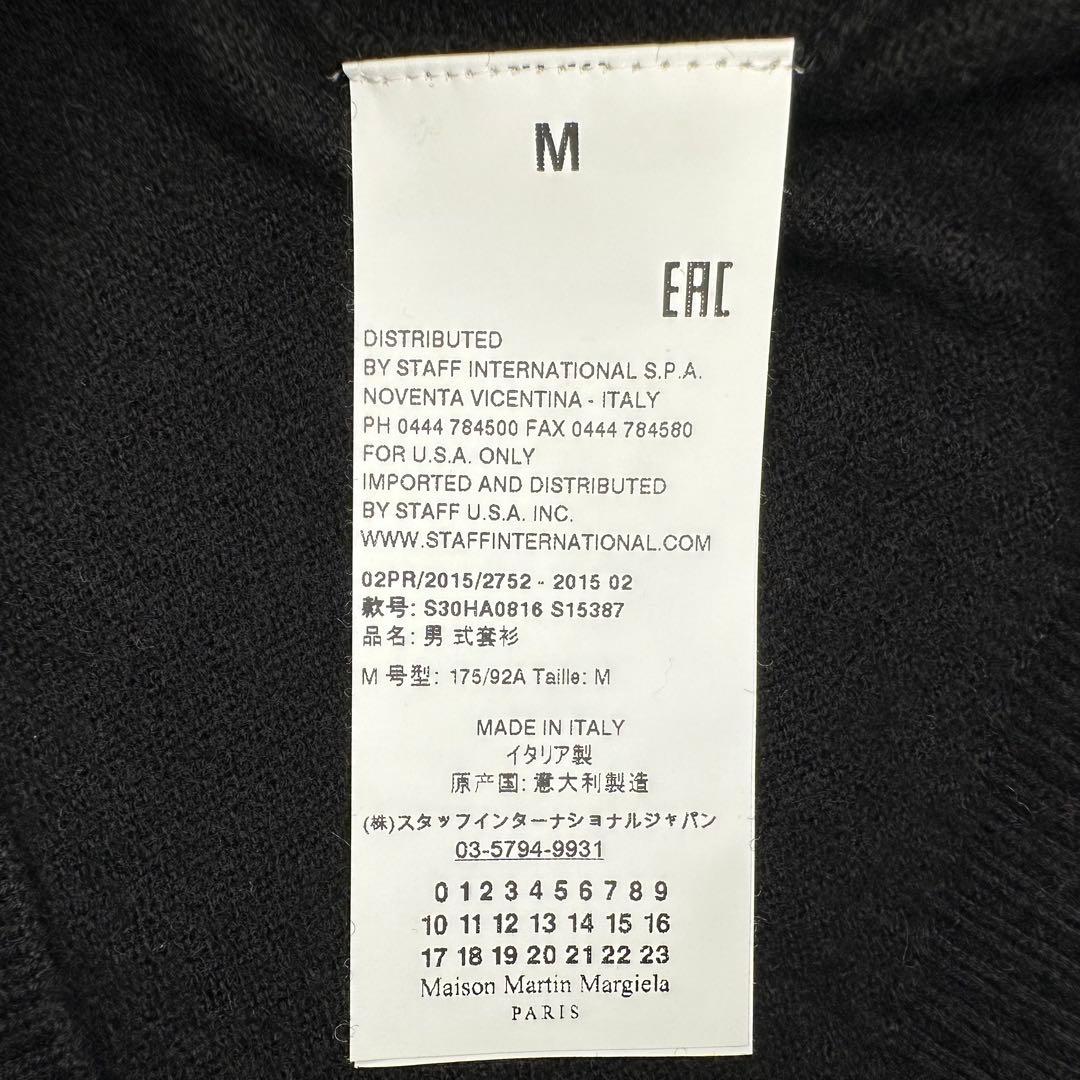 M
EAC
DISTRIBUTED
BY STAFF INTERNATIONAL S.P.A.
NOVENTA VICENTINA - ITALY
PH 0444 784500 FAX 0444 784580
FOR U.S.A. ONLY
IMPORTED AND DISTRIBUTED
BY STAFF U.S.A. INC.
WWW.STAFFINTERNATIONAL.COM
02PR/2015/2752 - 2015 02
款号: S30HA0816 S15387
品名: 男 式套衫
M 号型: 175/92A Taille: M
MADE IN ITALY
イタリア製
原产国: 意大利製造
(株)スタッフインターナショナルジャパン
03-5794-9931
0 1 2 3 4 5 6 7 8 9
10 11 12 13 14 15 16
17 18 19 20 21 22 23
Maison Martin Margiela
PARIS